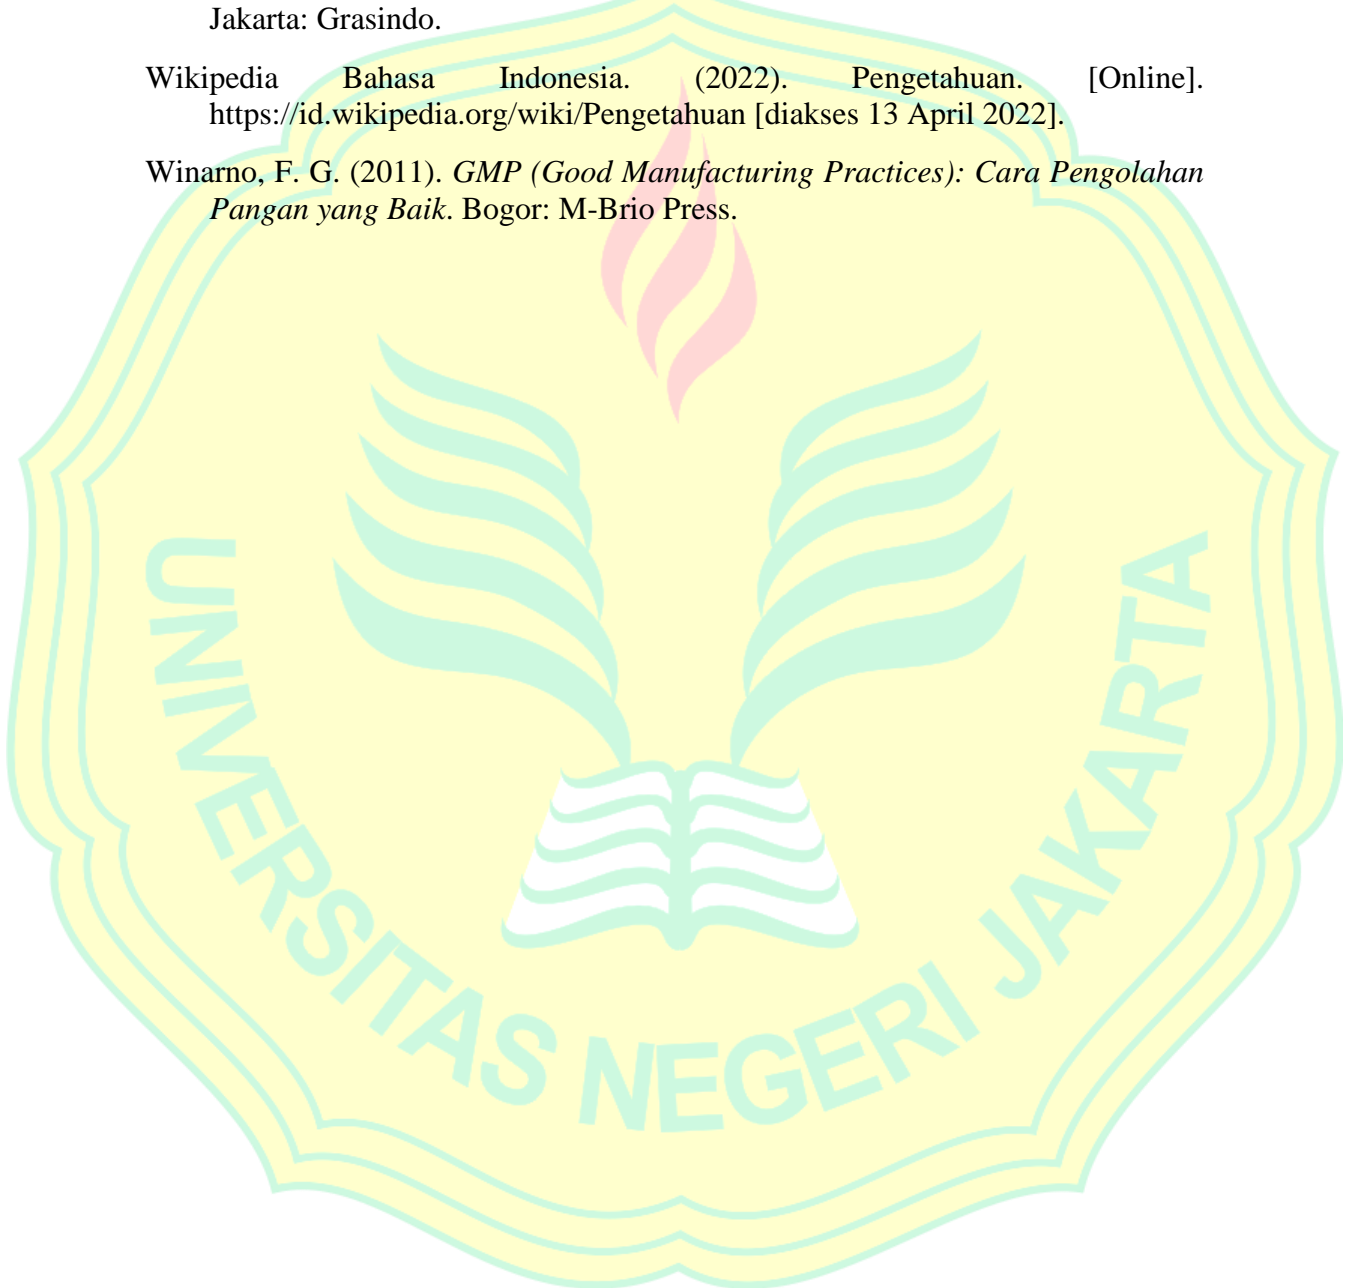 Jakarta: Grasindo.
Wikipedia Bahasa Indonesia. (2022). Pengetahuan. [Online].
https://id.wikipedia.org/wiki/Pengetahuan [diakses 13 April 2022].
Winarno, F. G. (2011). GMP (Good Manufacturing Practices): Cara Pengolahan
Pangan yang Baik. Bogor: M-Brio Press.
UNIVERSITAS NEGERI JAKARTA